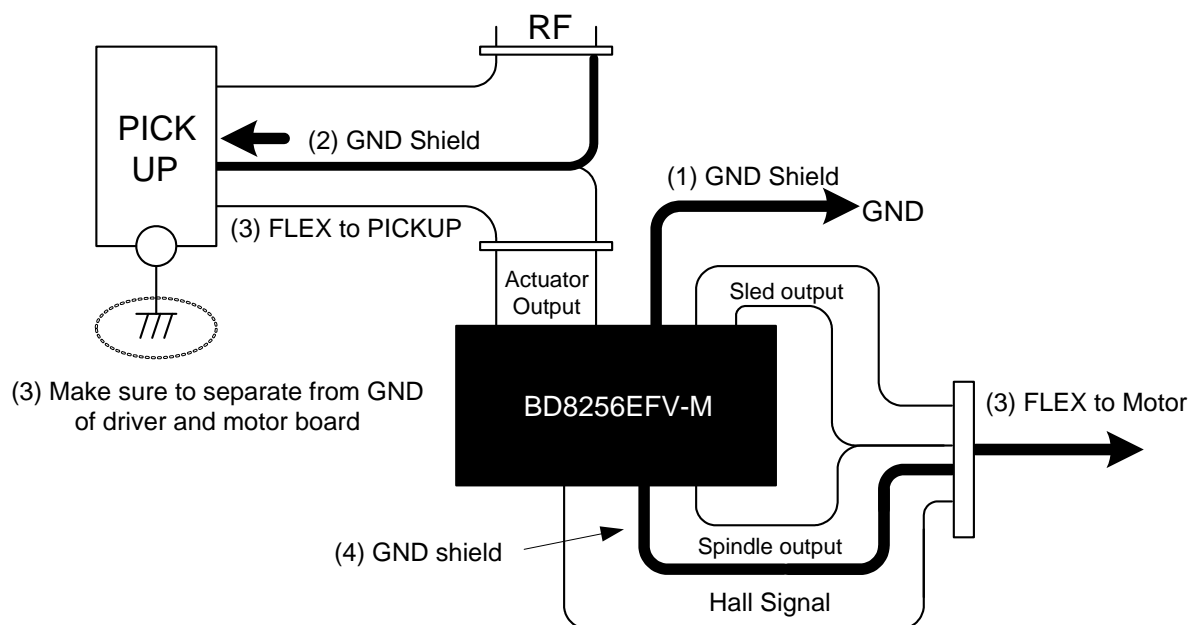 RF
PICK
UP
(2) GND Shield
(1) GND Shield
GND
(3) FLEX to PICKUP
Actuator
Output
Sled output
(3) Make sure to separate from GND
of driver and motor board
BD8256EFV-M
(3) FLEX to Motor
(4) GND shield
Spindle output
Hall Signal